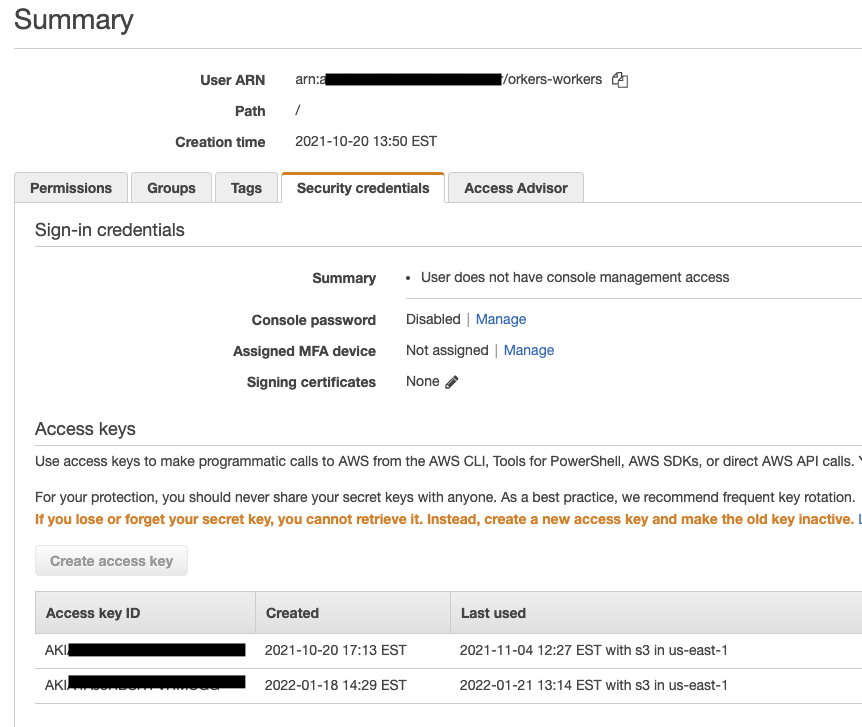 Summary
User ARN arn:a /orkers-workers
Path /
Creation time 2021-10-20 13:50 EST
Permissions Groups Tags Security credentials Access Advisor
Sign-in credentials
Summary • User does not have console management access
Console password Disabled | Manage
Assigned MFA device Not assigned | Manage
Signing certificates None
Access keys
Use access keys to make programmatic calls to AWS from the AWS CLI, Tools for PowerShell, AWS SDKs, or direct AWS API calls.
For your protection, you should never share your secret keys with anyone. As a best practice, we recommend frequent key rotation.
If you lose or forget your secret key, you cannot retrieve it. Instead, create a new access key and make the old key inactive.
Create access key
Access key ID Created Last used
AKI 2021-10-20 17:13 EST 2021-11-04 12:27 EST with s3 in us-east-1
AKI 2022-01-18 14:29 EST 2022-01-21 13:14 EST with s3 in us-east-1